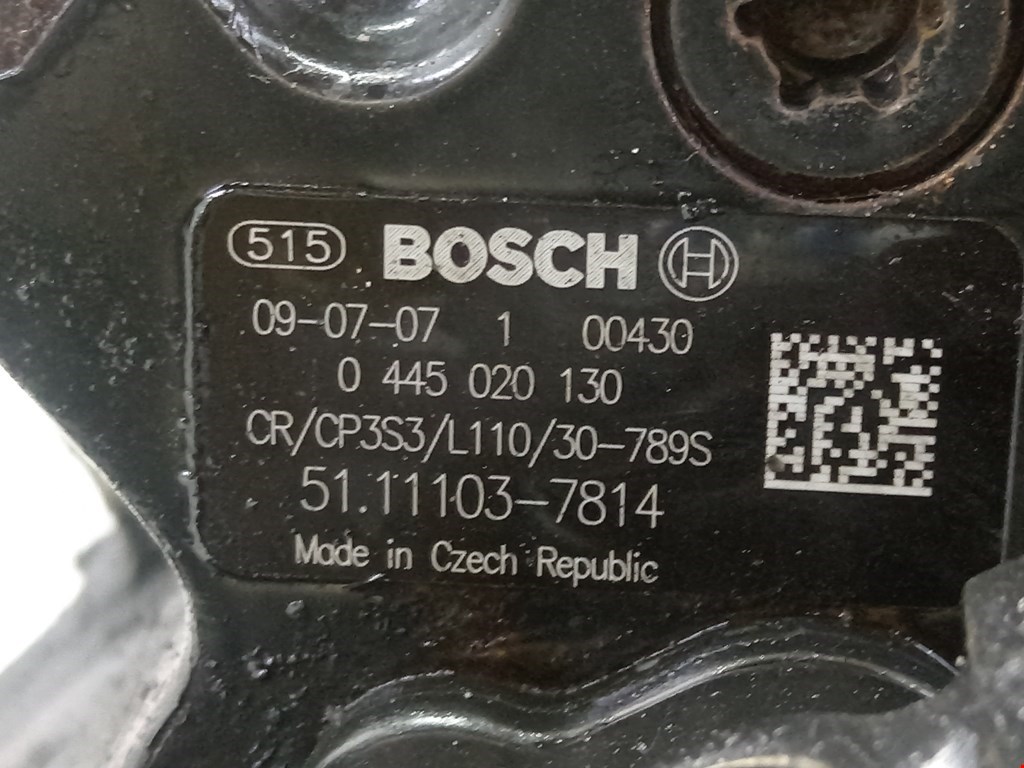 515 BOSCH
09-07-07 1 00430
0 445 020 130
CR/CP3S3/L110/30-789S
51.11103-7814
Made in Czech Republic